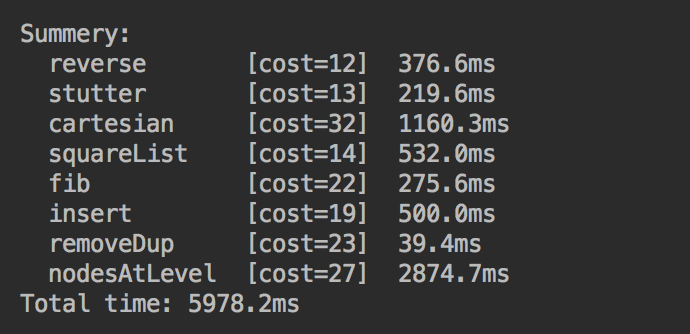 Summery:
  reverse       [cost=12]  376.6ms
  stutter       [cost=13]  219.6ms
  cartesian     [cost=32]  1160.3ms
  squareList    [cost=14]  532.0ms
  fib           [cost=22]  275.6ms
  insert        [cost=19]  500.0ms
  removeDup     [cost=23]  39.4ms
  nodesAtLevel  [cost=27]  2874.7ms
Total time: 5978.2ms